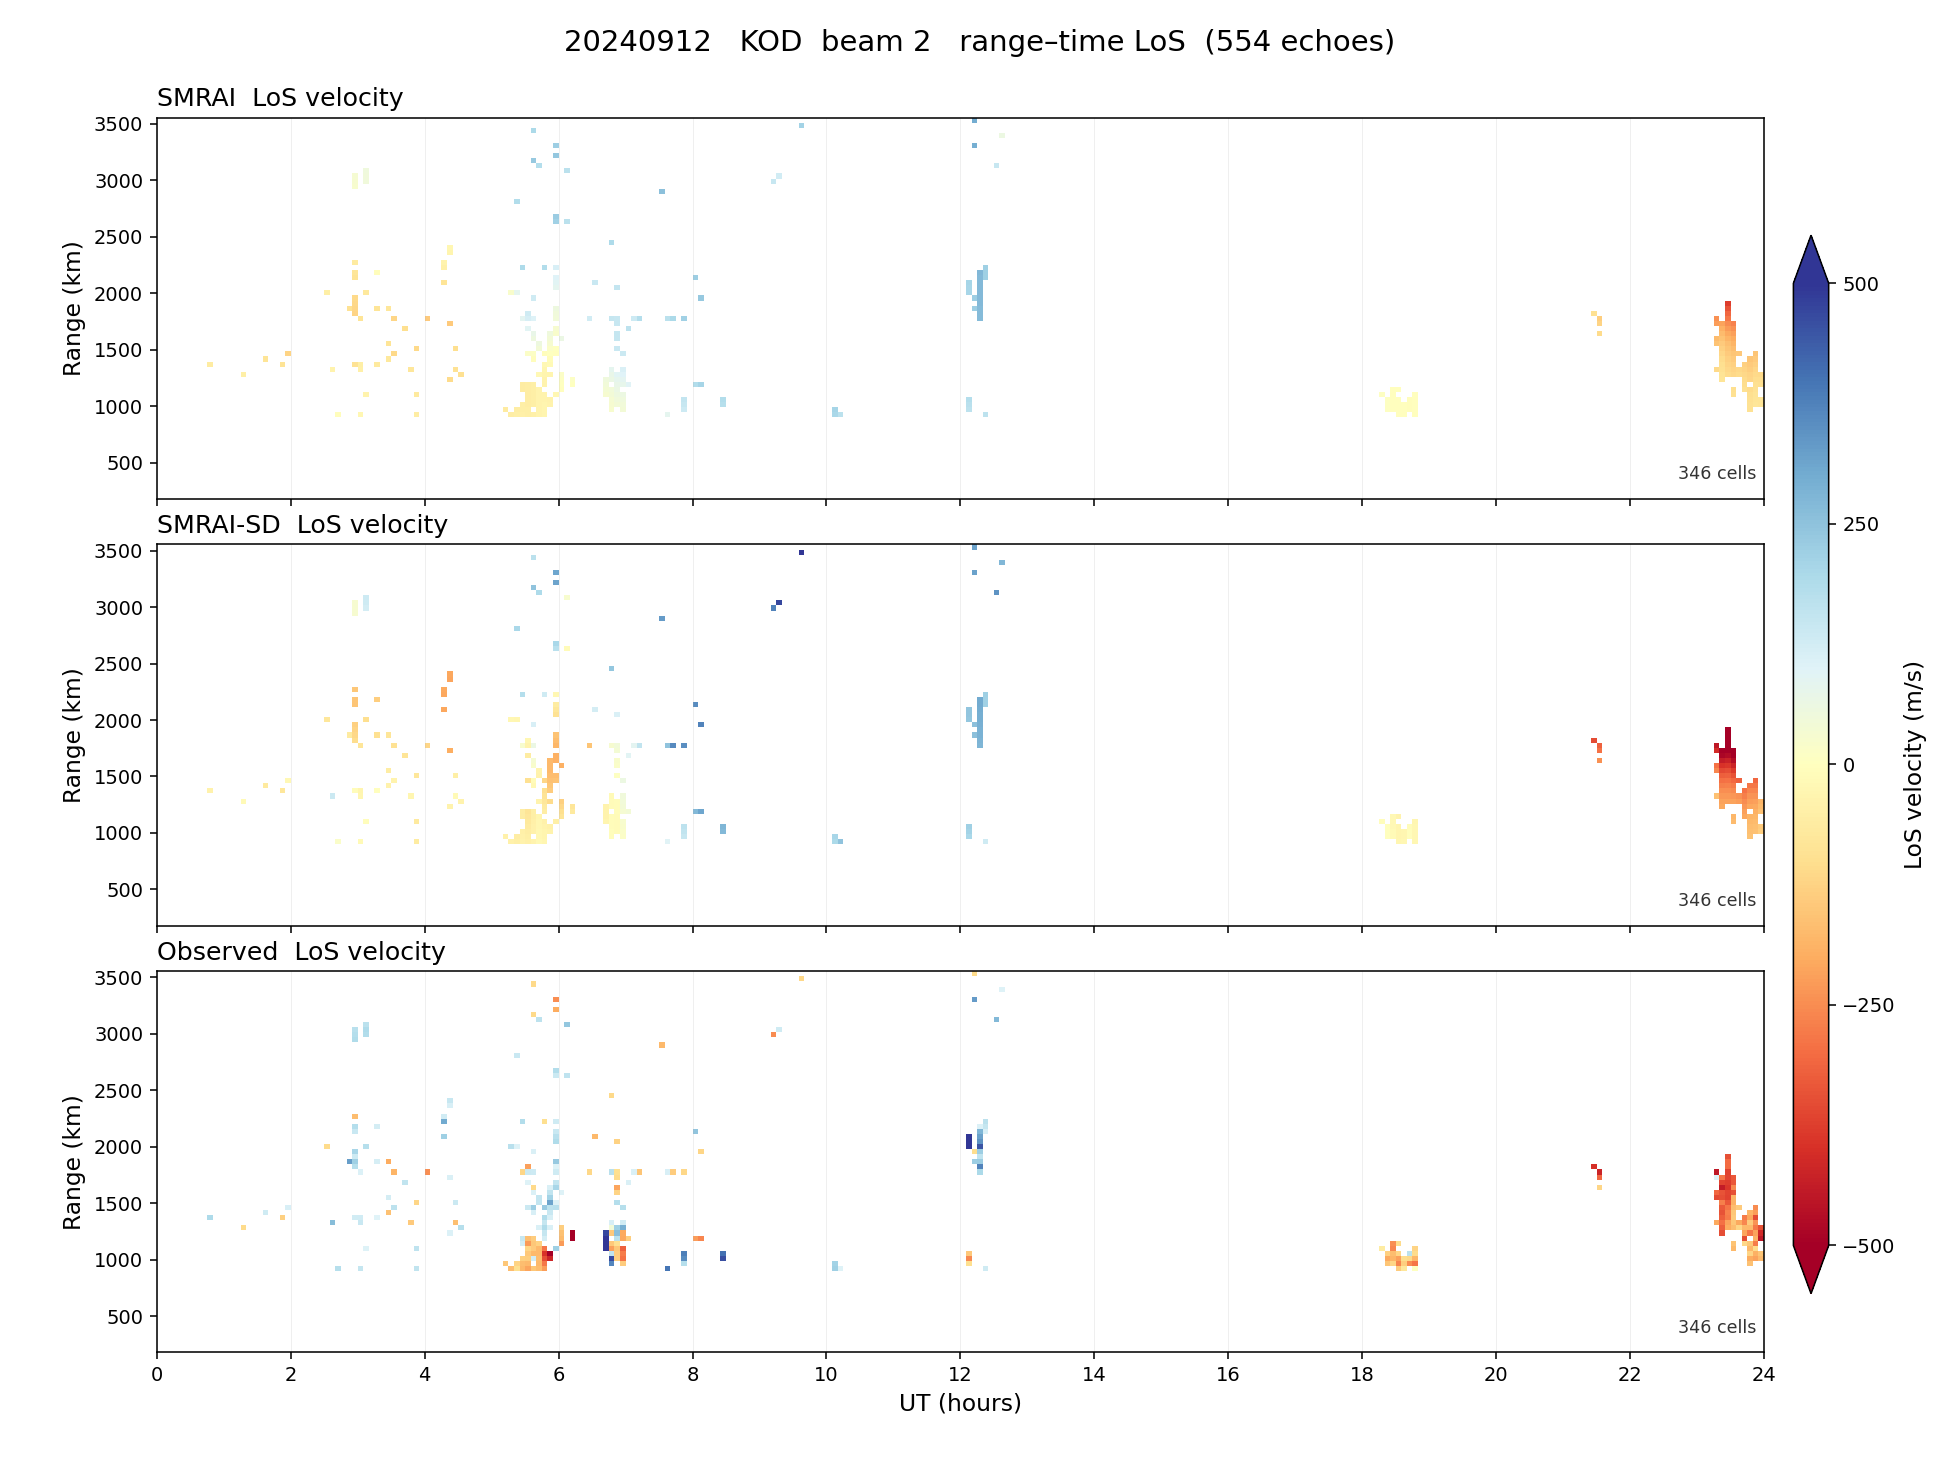 20240912   KOD  beam 2   range–time LoS  (554 echoes)
SMRAI  LoS velocity
3500
3000
2500
2000
1500
1000
500
Range (km)
346 cells
SMRAI-SD  LoS velocity
3500
3000
2500
2000
1500
1000
500
Range (km)
346 cells
Observed  LoS velocity
3500
3000
2500
2000
1500
1000
500
Range (km)
346 cells
0 2 4 6 8 10 12 14 16 18 20 22 24
UT (hours)
500
250
0
−250
−500
LoS velocity (m/s)